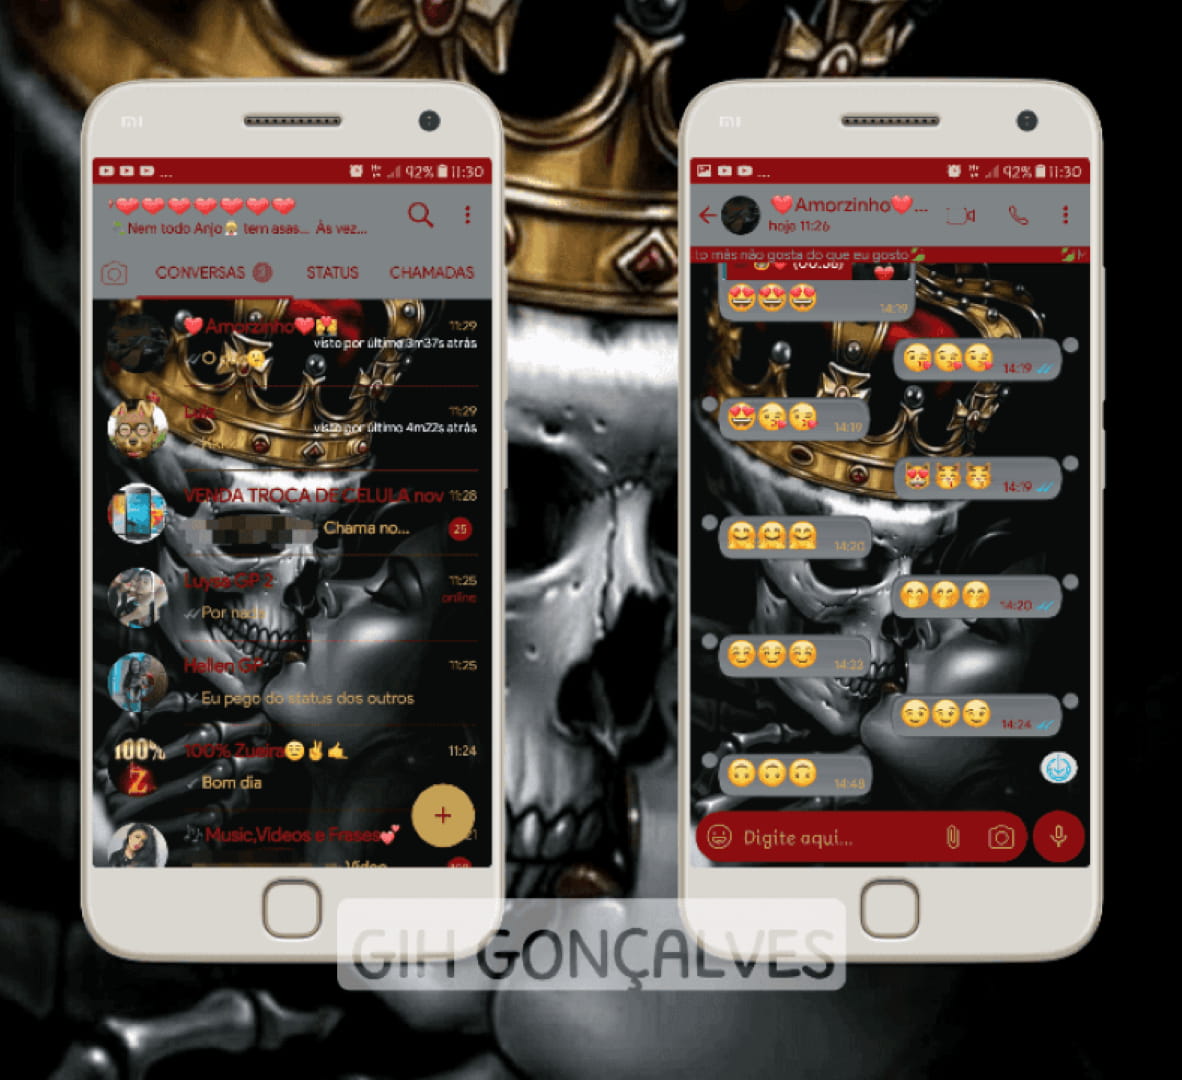 mi
92% 11:30
Nem todo Anjo tem asas... Às vez...
CONVERSAS STATUS CHAMADAS
Amorzinho 11:29
visto por último 3m37s atrás
11:29
visto por último 4m22s atrás
VENDA TROCA DE CELULA nov 11:28
Chama no... 25
GP 2 11:25
online
Por nada
Hellen GP 11:25
Eu pego do status dos outros
100%
Z
100% Zueira 11:24
Bom dia
Music,Videos e Frases
Vídeo
mi
92% 11:30
Amorzinho...
hoje 11:26
to mas não gosta do que eu gosto
14:19
14:19
14:19
14:19
14:20
14:20
14:23
14:24
14:48
Digite aqui...
GIH GONÇALVES